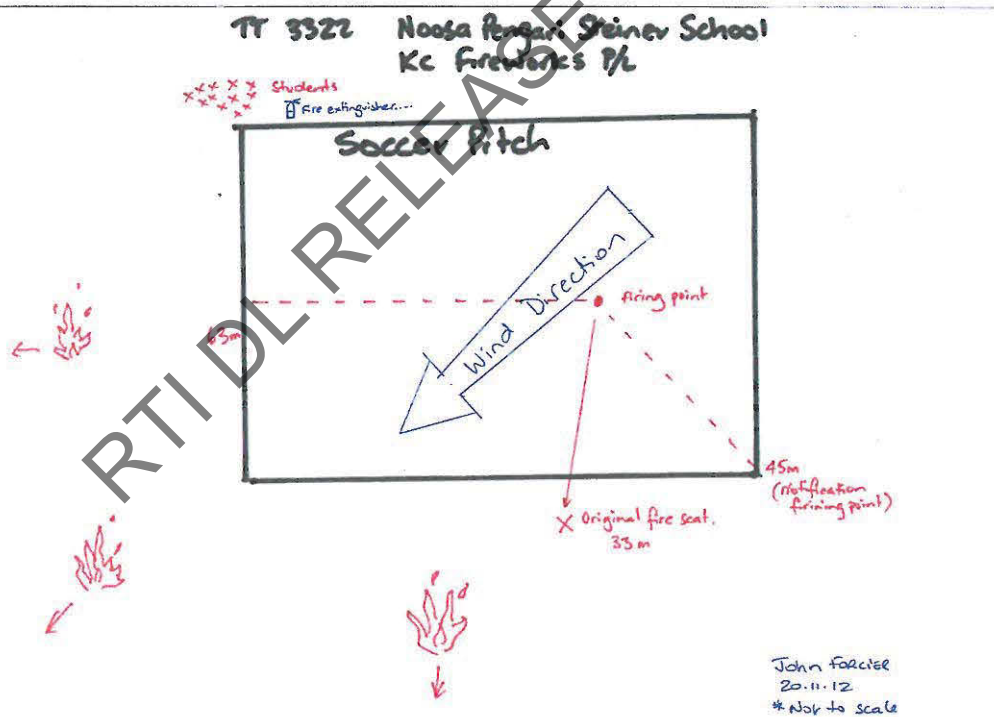 TT 3322 Noosa Pengari Steiner School
KC Fireworks P/L
Students
Fire extinguisher....
Soccer Pitch
Wind Direction
firing point
63m
45m
(Notification
firining point)
X Original fire seat.
33m
RTI DL RELEASE
John FORCIER
20.11.12
* Not to scale